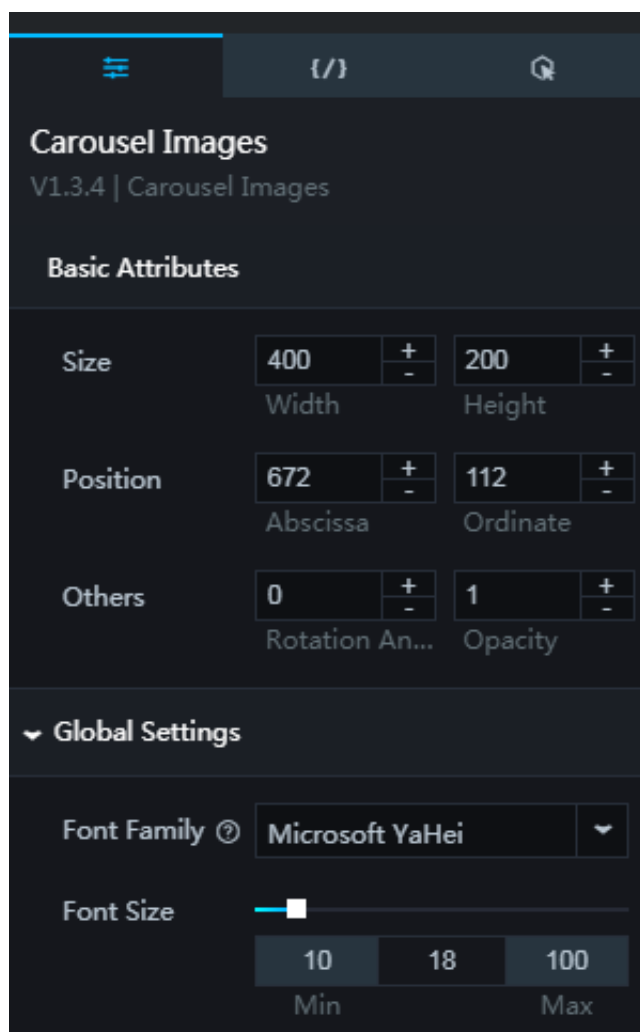 {/}
Carousel Images
V1.3.4 | Carousel Images
Basic Attributes
Size 400 + - 200 + -
Width Height
Position 672 + - 112 + -
Abscissa Ordinate
Others 0 + - 1 + -
Rotation An... Opacity
Global Settings
Font Family ? Microsoft YaHei
Font Size
10 18 100
Min Max